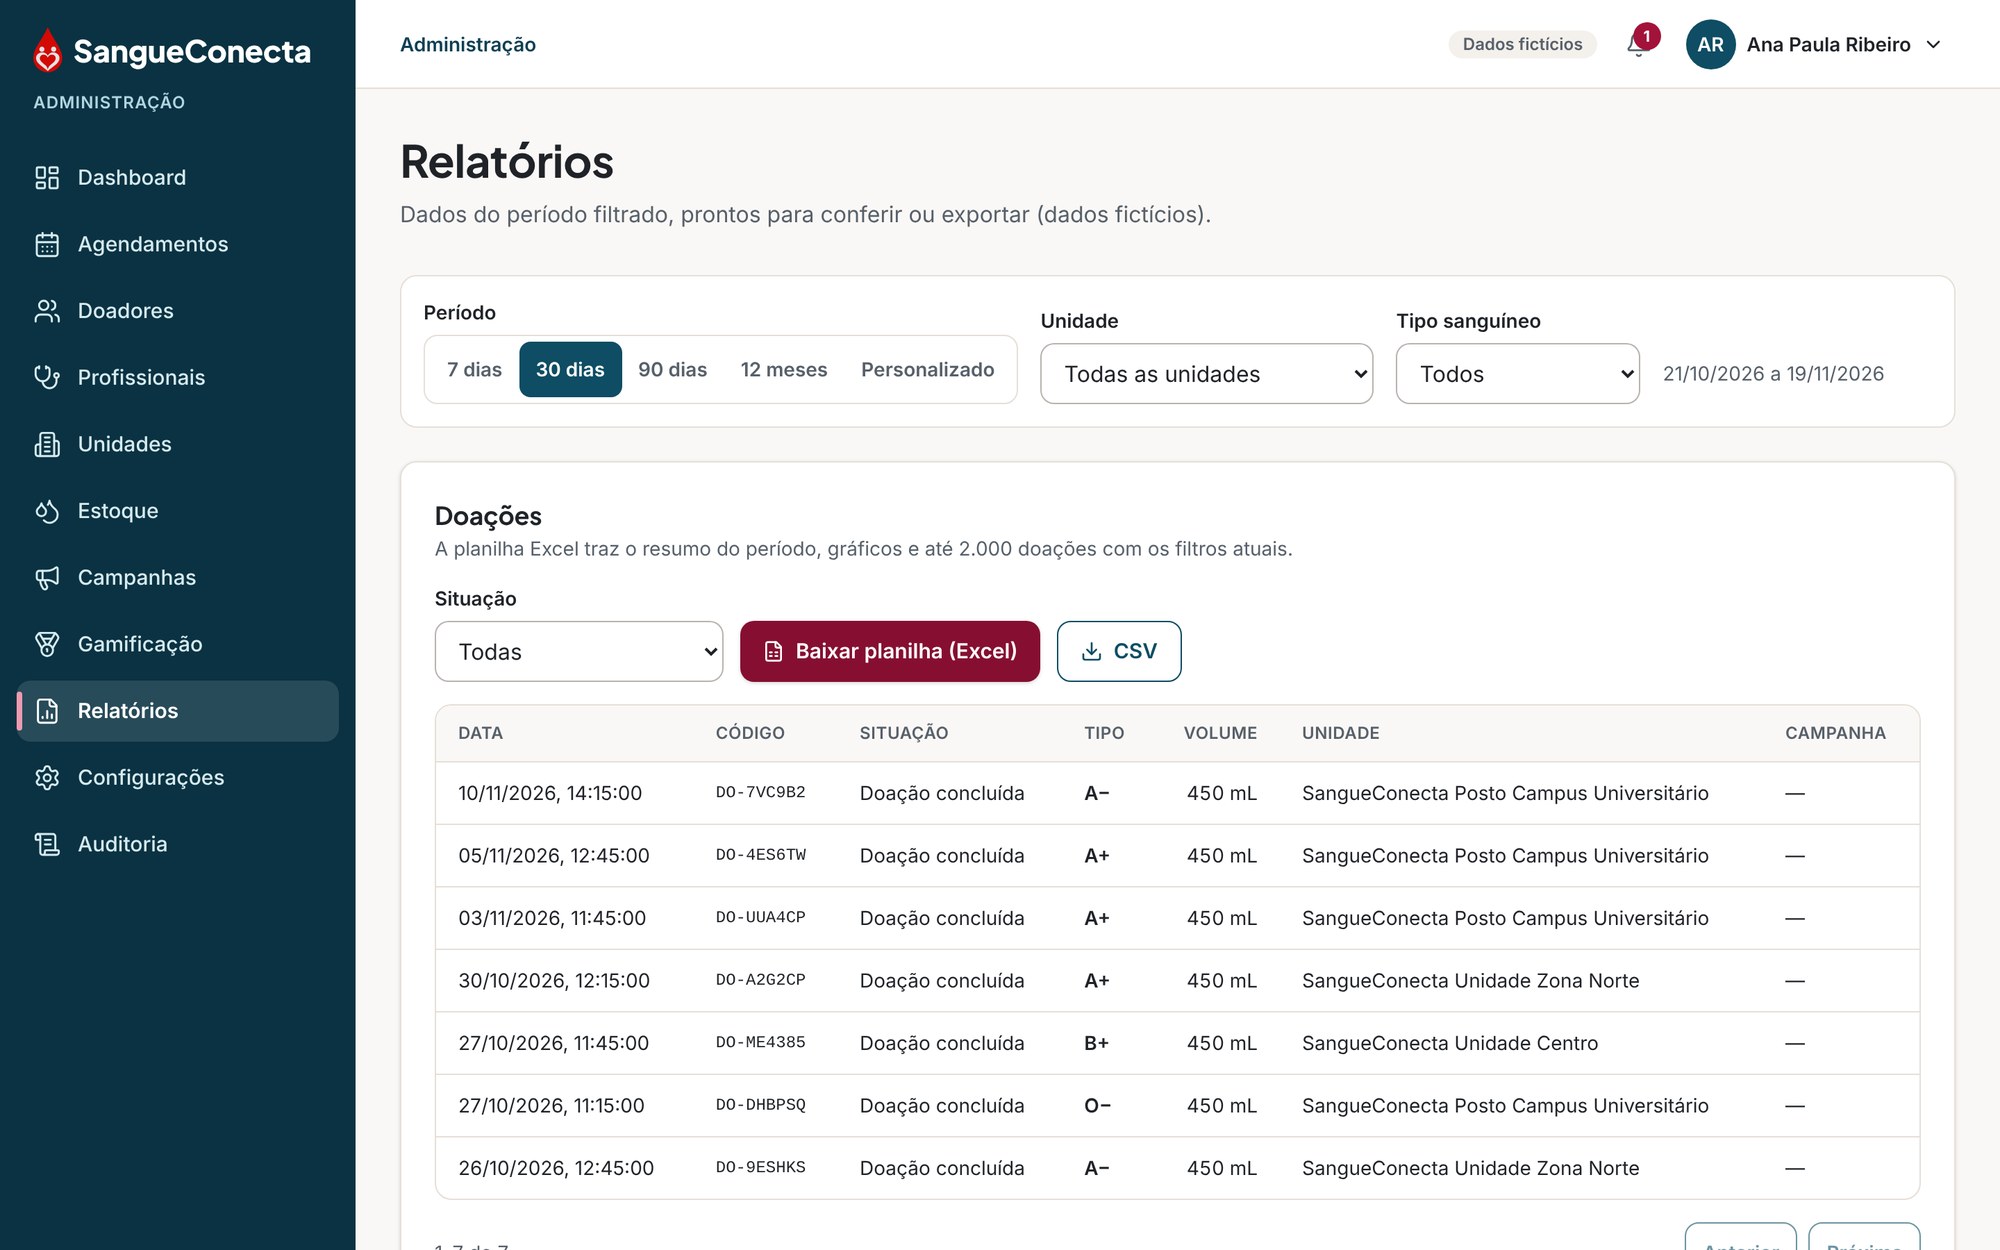 SangueConecta
ADMINISTRAÇÃO
Dashboard
Agendamentos
Doadores
Profissionais
Unidades
Estoque
Campanhas
Gamificação
Relatórios
Configurações
Auditoria
Administração
Dados fictícios
1
AR
Ana Paula Ribeiro
Relatórios
Dados do período filtrado, prontos para conferir ou exportar (dados fictícios).
Período
7 dias
30 dias
90 dias
12 meses
Personalizado
Unidade
Todas as unidades
Tipo sanguíneo
Todos
21/10/2026 a 19/11/2026
Doações
A planilha Excel traz o resumo do período, gráficos e até 2.000 doações com os filtros atuais.
Situação
Todas
Baixar planilha (Excel)
CSV
DATA CÓDIGO SITUAÇÃO TIPO VOLUME UNIDADE CAMPANHA
10/11/2026, 14:15:00 DO-7VC9B2 Doação concluída A− 450 mL SangueConecta Posto Campus Universitário —
05/11/2026, 12:45:00 DO-4ES6TW Doação concluída A+ 450 mL SangueConecta Posto Campus Universitário —
03/11/2026, 11:45:00 DO-UUA4CP Doação concluída A+ 450 mL SangueConecta Posto Campus Universitário —
30/10/2026, 12:15:00 DO-A2G2CP Doação concluída A+ 450 mL SangueConecta Unidade Zona Norte —
27/10/2026, 11:45:00 DO-ME4385 Doação concluída B+ 450 mL SangueConecta Unidade Centro —
27/10/2026, 11:15:00 DO-DHBPSQ Doação concluída O− 450 mL SangueConecta Posto Campus Universitário —
26/10/2026, 12:45:00 DO-9ESHKS Doação concluída A− 450 mL SangueConecta Unidade Zona Norte —